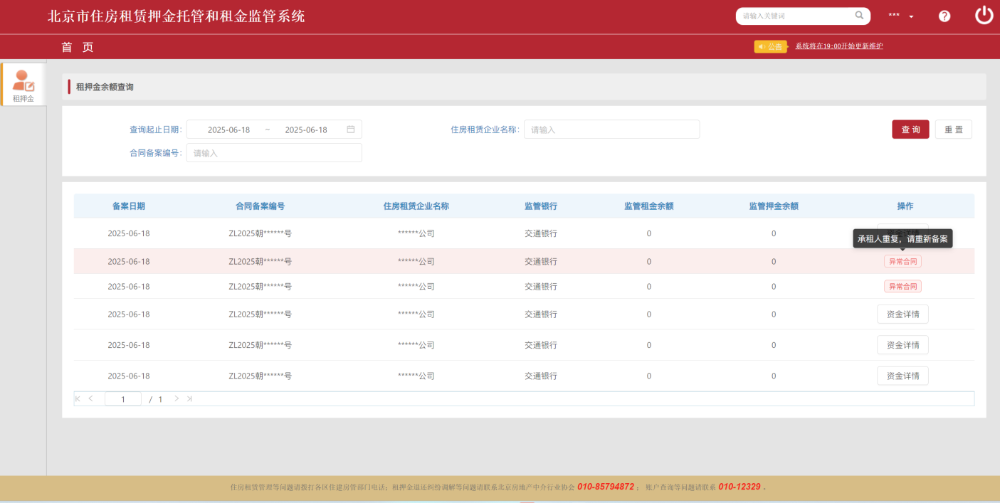 北京市住房租赁押金托管和租金监管系统
请输入关键词
***
?
首 页
公告 系统将在19:00开始更新维护
租押金
租押金余额查询
查询起止日期: 2025-06-18 ~ 2025-06-18
住房租赁企业名称: 请输入
查 询
重 置
合同备案编号: 请输入
备案日期 合同备案编号 住房租赁企业名称 监管银行 监管租金余额 监管押金余额 操作
2025-06-18 ZL2025朝******号 ******公司 交通银行 0 0
承租人重复，请重新备案
2025-06-18 ZL2025朝******号 ******公司 交通银行 0 0 异常合同
2025-06-18 ZL2025朝******号 ******公司 交通银行 0 0 异常合同
2025-06-18 ZL2025朝******号 ******公司 交通银行 0 0 资金详情
2025-06-18 ZL2025朝******号 ******公司 交通银行 0 0 资金详情
2025-06-18 ZL2025朝******号 ******公司 交通银行 0 0 资金详情
1 / 1
住房租赁管理等问题请拨打各区住建房管部门电话；租押金退还纠纷调解等问题请联系北京房地产中介行业协会 010-85794872 ； 账户查询等问题请联系 010-12329 。